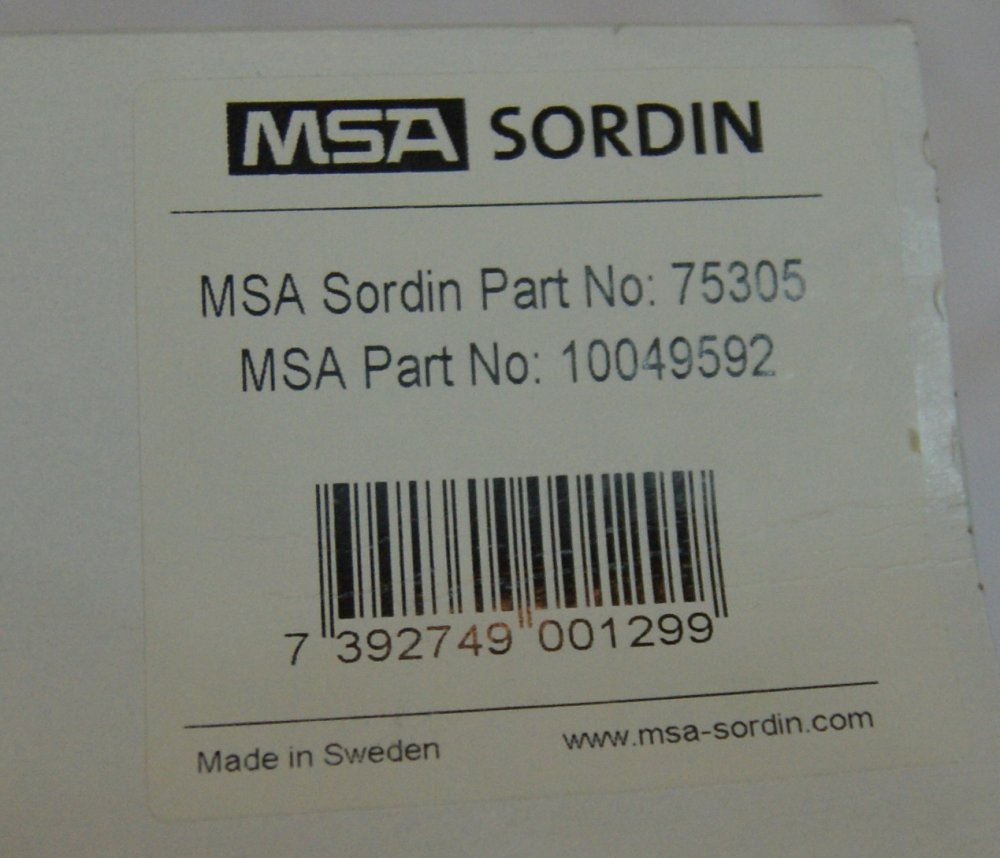 MSA SORDIN
MSA Sordin Part No: 75305
MSA Part No: 10049592
7 392749 001299
Made in Sweden www.msa-sordin.com